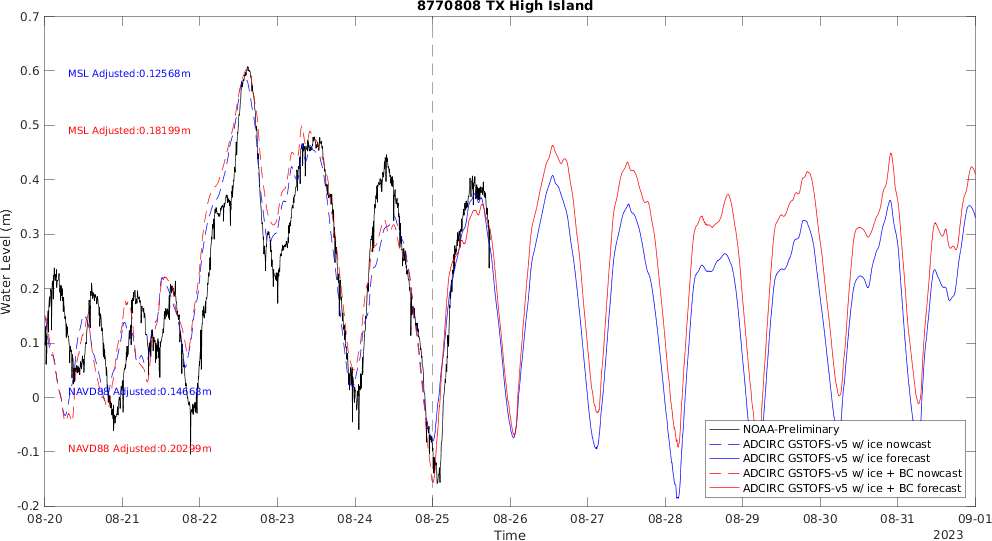 8770808 TX High Island
0.7
0.6
0.5
0.4
0.3
0.2
0.1
0
-0.1
-0.2
Water Level (m)
MSL Adjusted:0.12568m
MSL Adjusted:0.18199m
NAVD88 Adjusted:0.14668m
NAVD88 Adjusted:0.20299m
NOAA-Preliminary
ADCIRC GSTOFS-v5 w/ ice nowcast
ADCIRC GSTOFS-v5 w/ ice forecast
ADCIRC GSTOFS-v5 w/ ice + BC nowcast
ADCIRC GSTOFS-v5 w/ ice + BC forecast
08-20 08-21 08-22 08-23 08-24 08-25 08-26 08-27 08-28 08-29 08-30 08-31 09-01
Time
2023